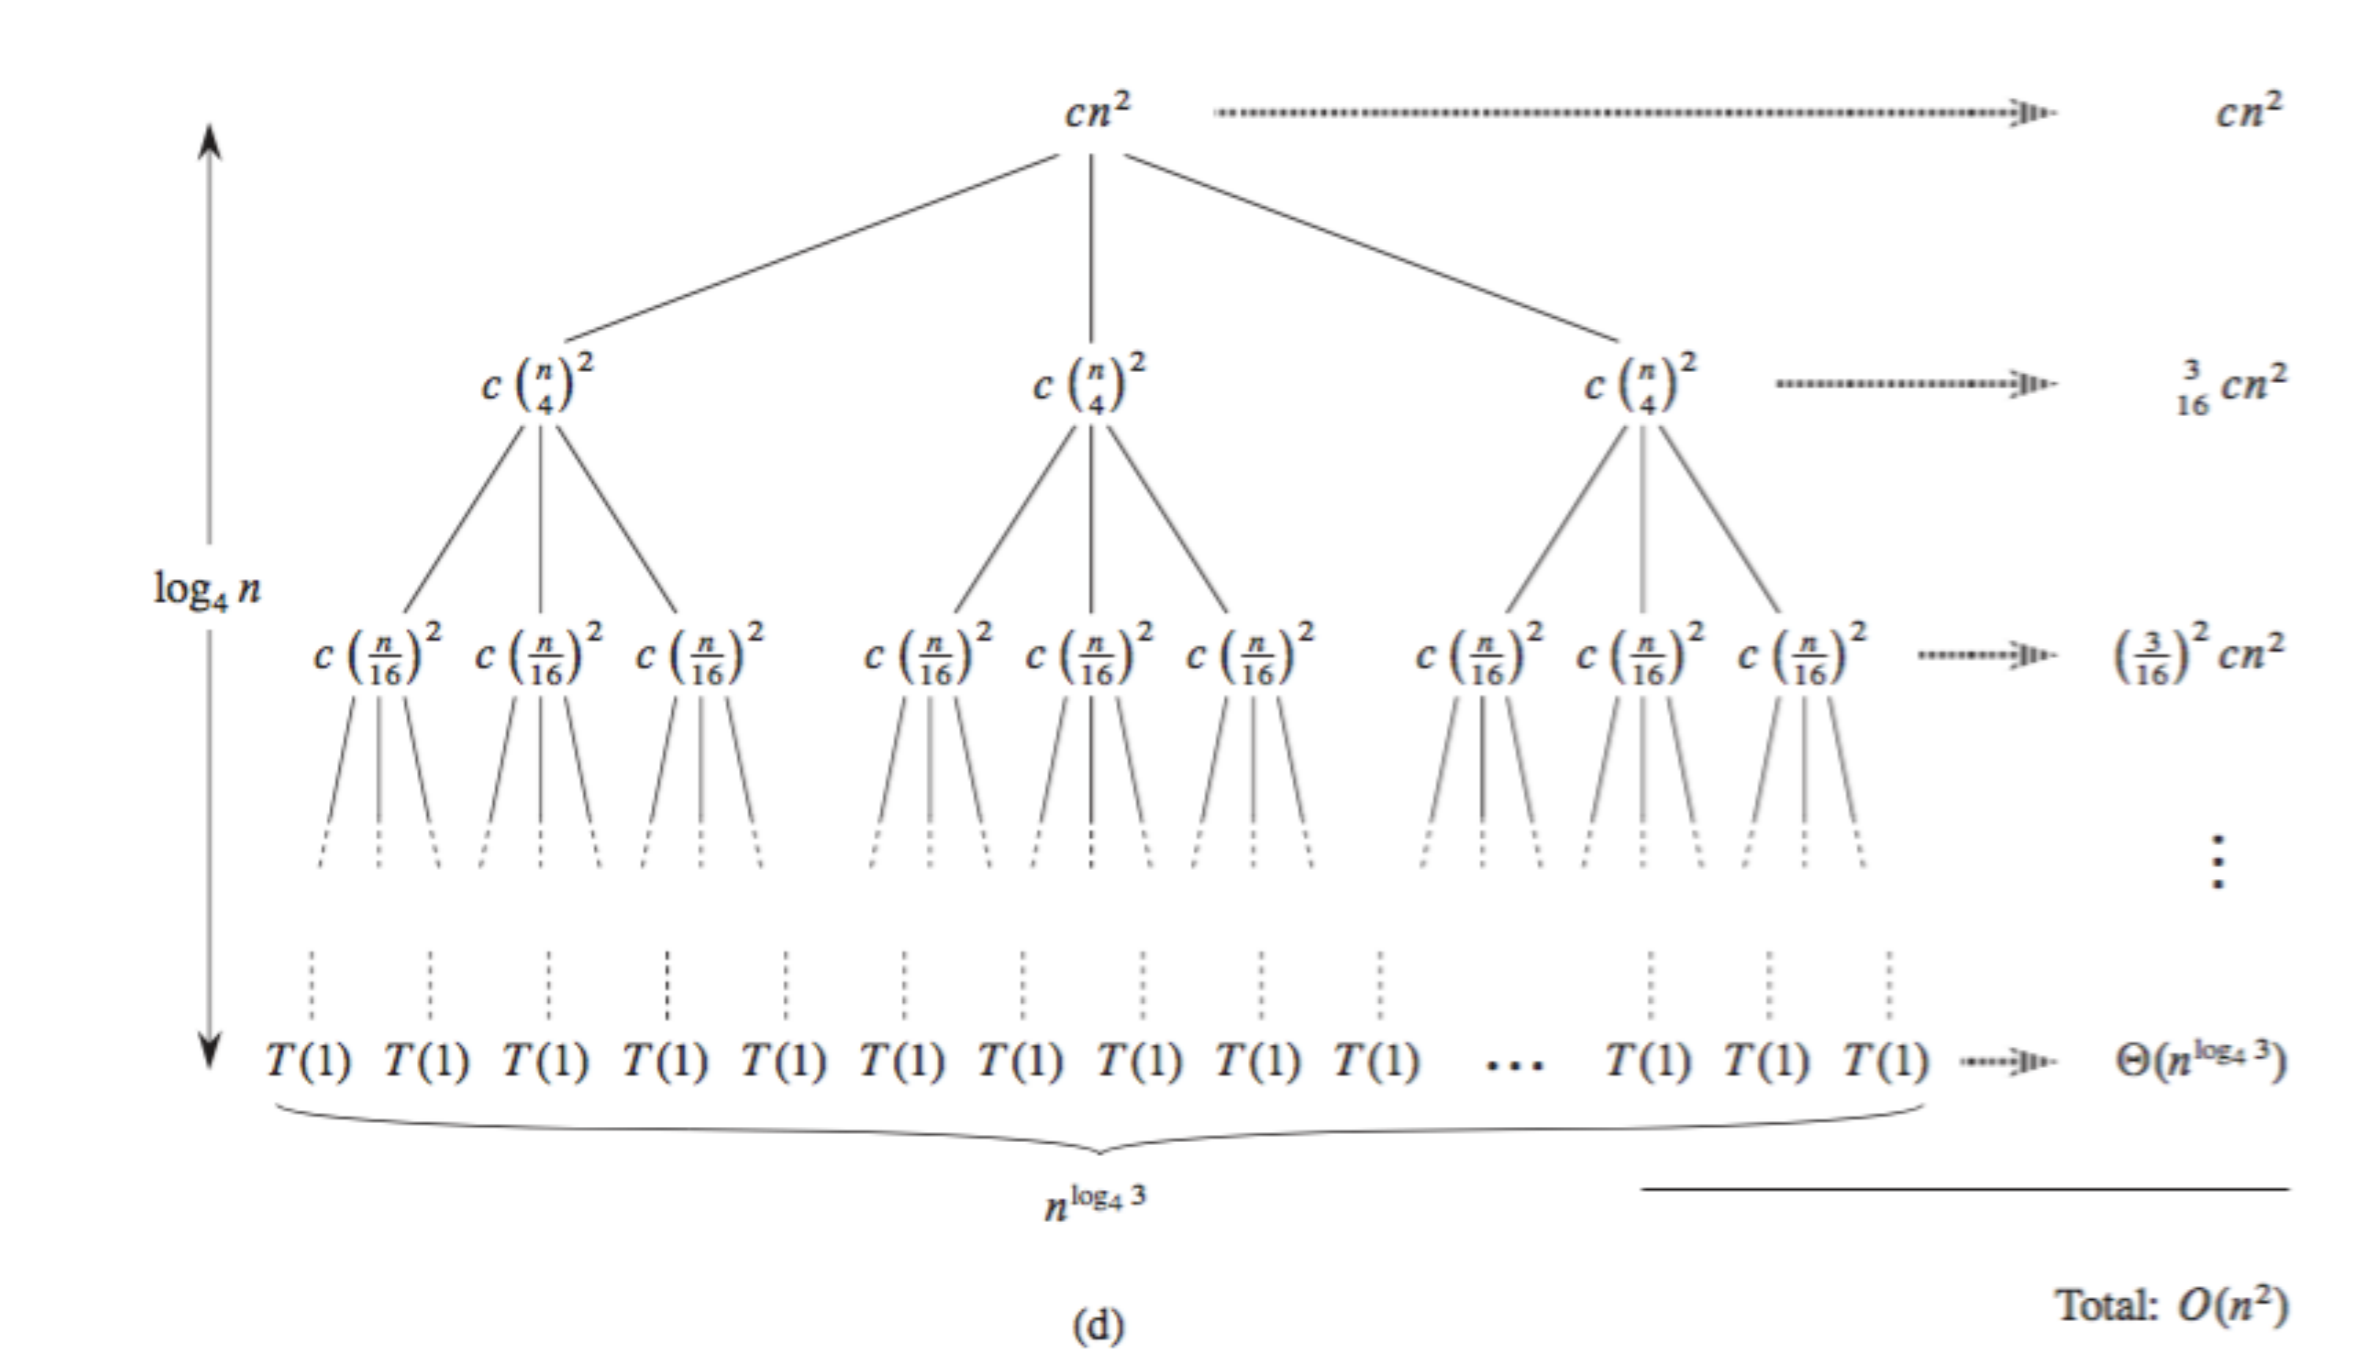 cn² cn²
c(n/4)² c(n/4)² c(n/4)² 3/16 cn²
log₄ n
c(n/16)² c(n/16)² c(n/16)² c(n/16)² c(n/16)² c(n/16)² c(n/16)² c(n/16)² c(n/16)² (3/16)² cn²
⋮
T(1) T(1) T(1) T(1) T(1) T(1) T(1) T(1) T(1) T(1) … T(1) T(1) T(1) Θ(n^{log₄ 3})
n^{log₄ 3}
Total: O(n²)
(d)